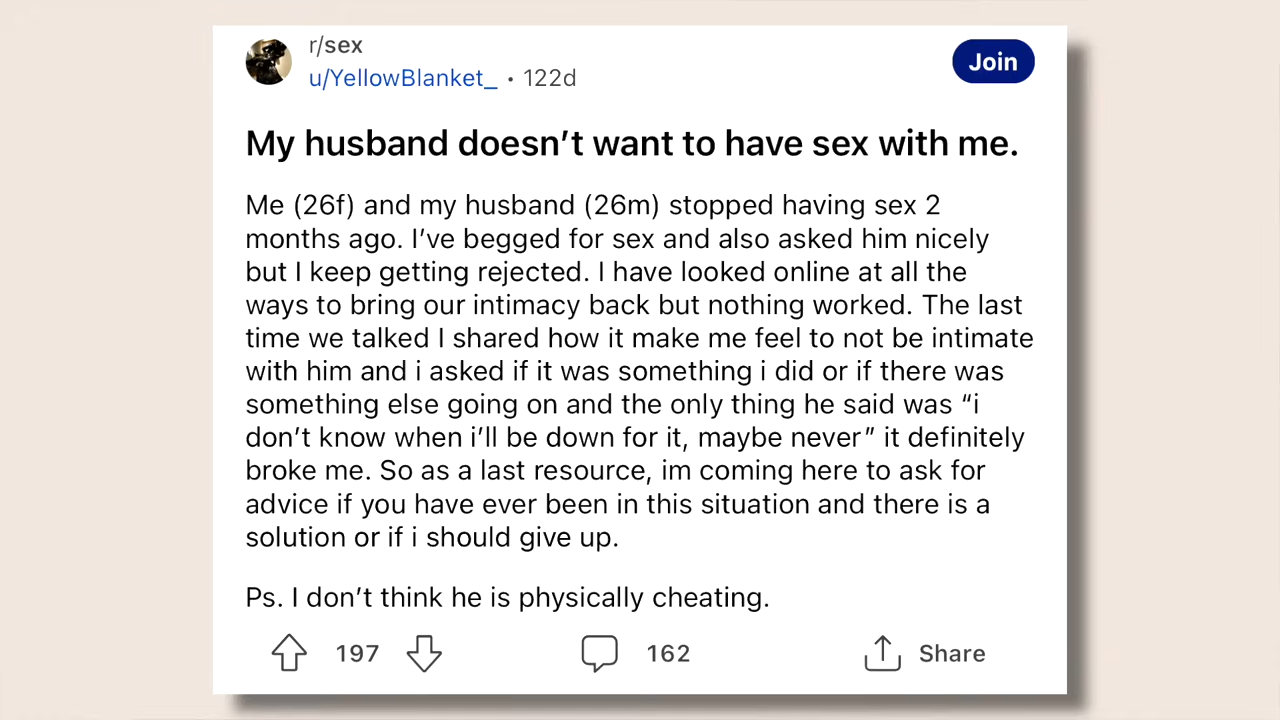 r/sex
u/YellowBlanket_ • 122d
Join
My husband doesn’t want to have sex with me.
Me (26f) and my husband (26m) stopped having sex 2
months ago. I’ve begged for sex and also asked him nicely
but I keep getting rejected. I have looked online at all the
ways to bring our intimacy back but nothing worked. The last
time we talked I shared how it make me feel to not be intimate
with him and i asked if it was something i did or if there was
something else going on and the only thing he said was “i
don’t know when i’ll be down for it, maybe never” it definitely
broke me. So as a last resource, im coming here to ask for
advice if you have ever been in this situation and there is a
solution or if i should give up.
Ps. I don’t think he is physically cheating.
197
162
Share